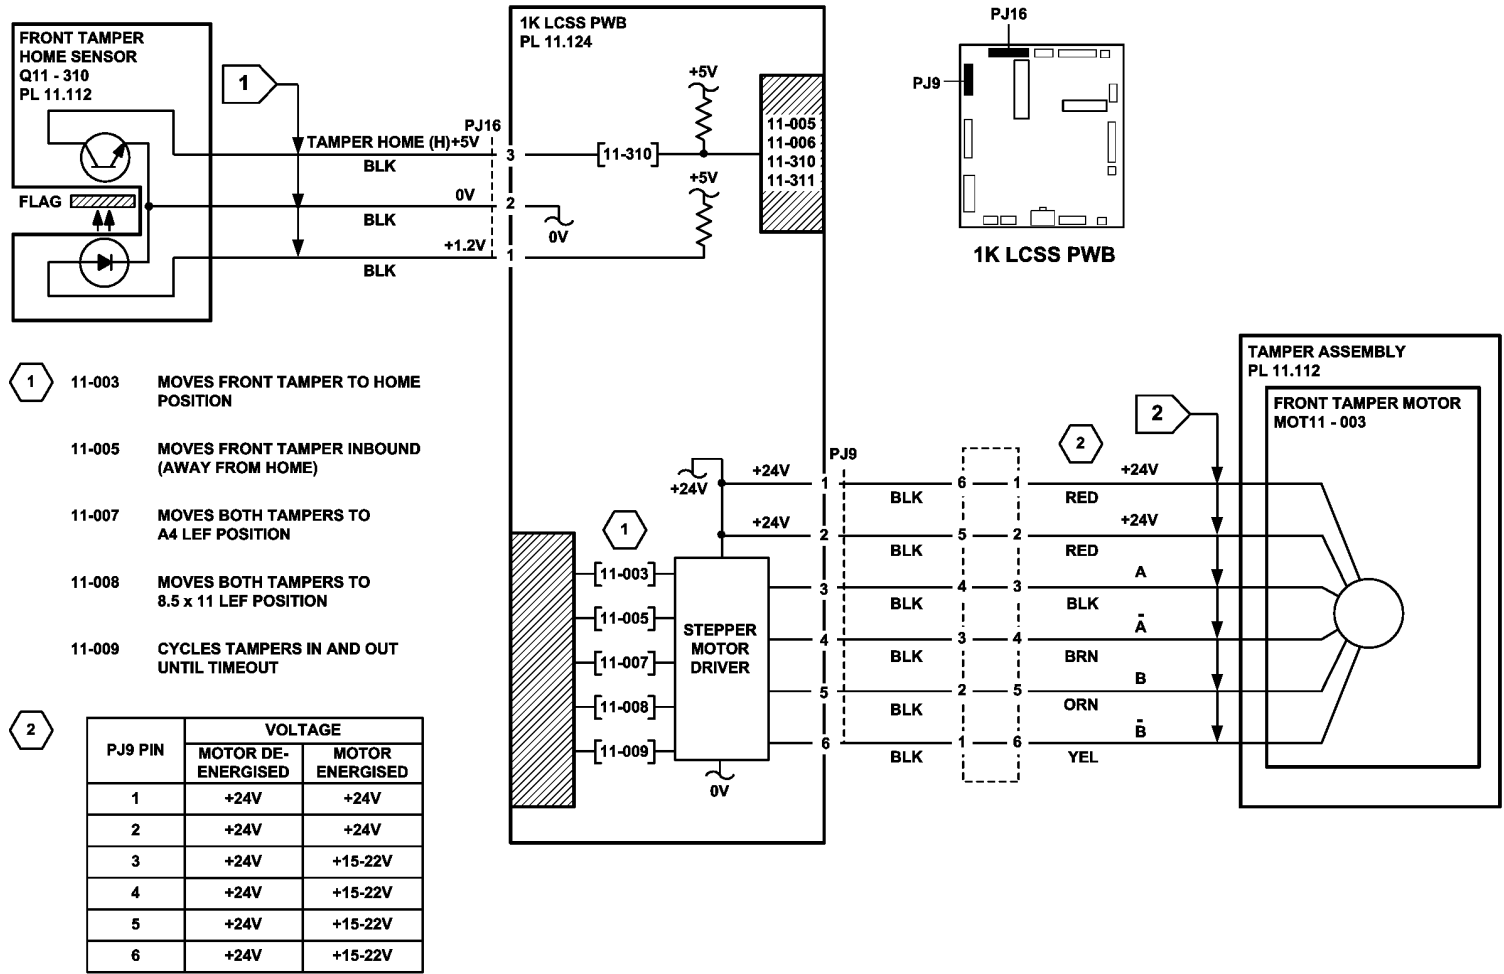 FRONT TAMPER
HOME SENSOR
Q11 - 310
PL 11.112
FLAG
1
TAMPER HOME (H)+5V
BLK
0V
BLK
+1.2V
BLK
PJ16
3
2
1
1K LCSS PWB
PL 11.124
[11-310]
+5V
+5V
0V
11-005
11-006
11-310
11-311
PJ16
PJ9
1K LCSS PWB
1
11-003
MOVES FRONT TAMPER TO HOME
POSITION
11-005
MOVES FRONT TAMPER INBOUND
(AWAY FROM HOME)
11-007
MOVES BOTH TAMPERS TO
A4 LEF POSITION
11-008
MOVES BOTH TAMPERS TO
8.5 x 11 LEF POSITION
11-009
CYCLES TAMPERS IN AND OUT
UNTIL TIMEOUT
2
PJ9 PIN
VOLTAGE
MOTOR DE-
ENERGISED
MOTOR
ENERGISED
1 +24V +24V
2 +24V +24V
3 +24V +15-22V
4 +24V +15-22V
5 +24V +15-22V
6 +24V +15-22V
1
[11-003]
[11-005]
[11-007]
[11-008]
[11-009]
STEPPER
MOTOR
DRIVER
+24V
0V
+24V
+24V
PJ9
1 BLK 6 1 RED +24V
2 BLK 5 2 RED +24V
3 BLK 4 3 BLK A
4 BLK 3 4 BRN Ā
5 BLK 2 5 ORN B
6 BLK 1 6 YEL B̄
2
2
TAMPER ASSEMBLY
PL 11.112
FRONT TAMPER MOTOR
MOT11 - 003